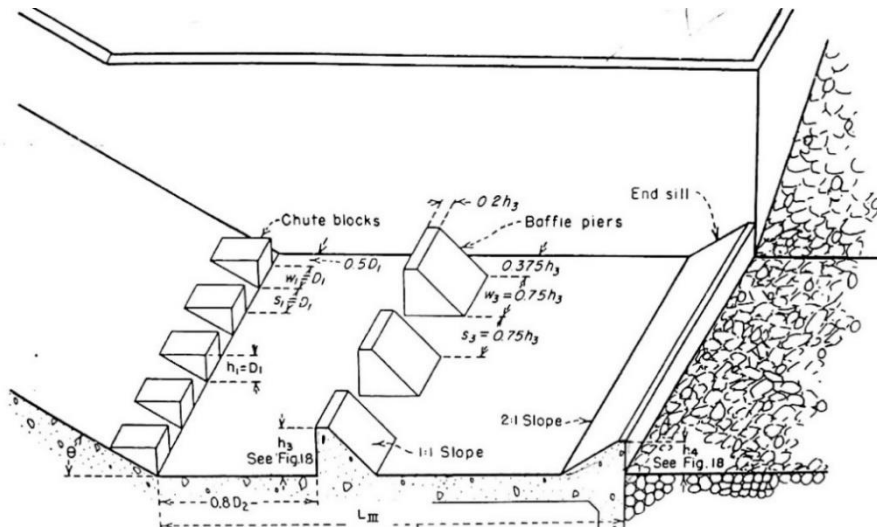 0.2h₃
End sill
Chute blocks
Baffle piers
0.5D₁
0.375h₃
w₁=D₁
w₃=0.75h₃
s₁=D₁
s₃=0.75h₃
h₁=D₁
2:1 Slope
h₃
See Fig.18
1:1 Slope
h₄
See Fig.18
θ
0.8D₂
L III